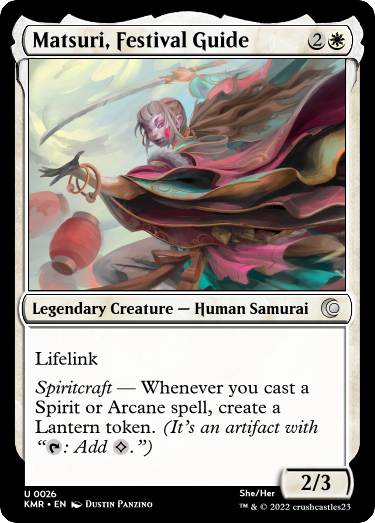 Matsuri, Festival Guide 2
Legendary Creature — Human Samurai
Lifelink
Spiritcraft — Whenever you cast a
Spirit or Arcane spell, create a
Lantern token. (It's an artifact with
“: Add .”)
2/3
U 0026
KMR • EN Dustin Panzino
She/Her
™ & © 2022 crushcastles23